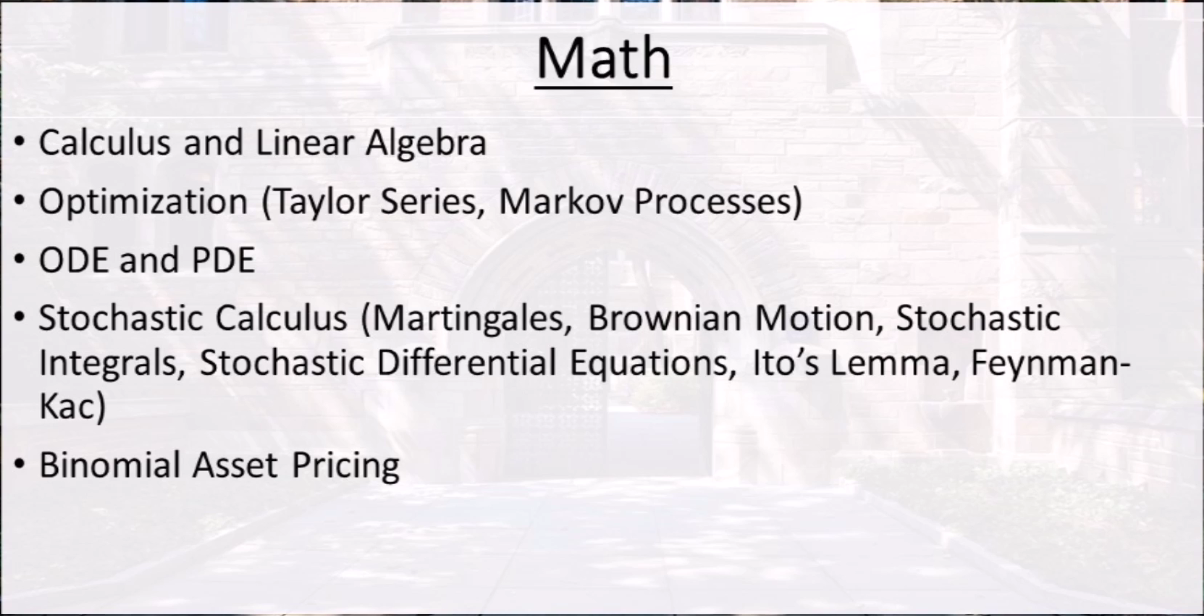 Math
• Calculus and Linear Algebra
• Optimization (Taylor Series, Markov Processes)
• ODE and PDE
• Stochastic Calculus (Martingales, Brownian Motion, Stochastic
Integrals, Stochastic Differential Equations, Ito’s Lemma, Feynman-
Kac)
• Binomial Asset Pricing